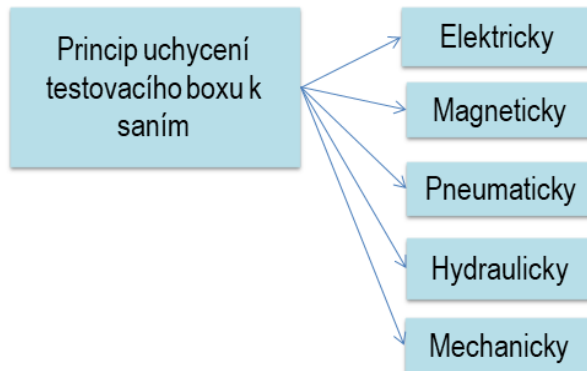 Princip uchycení
testovacího boxu k
saním
Elektricky
Magneticky
Pneumaticky
Hydraulicky
Mechanicky